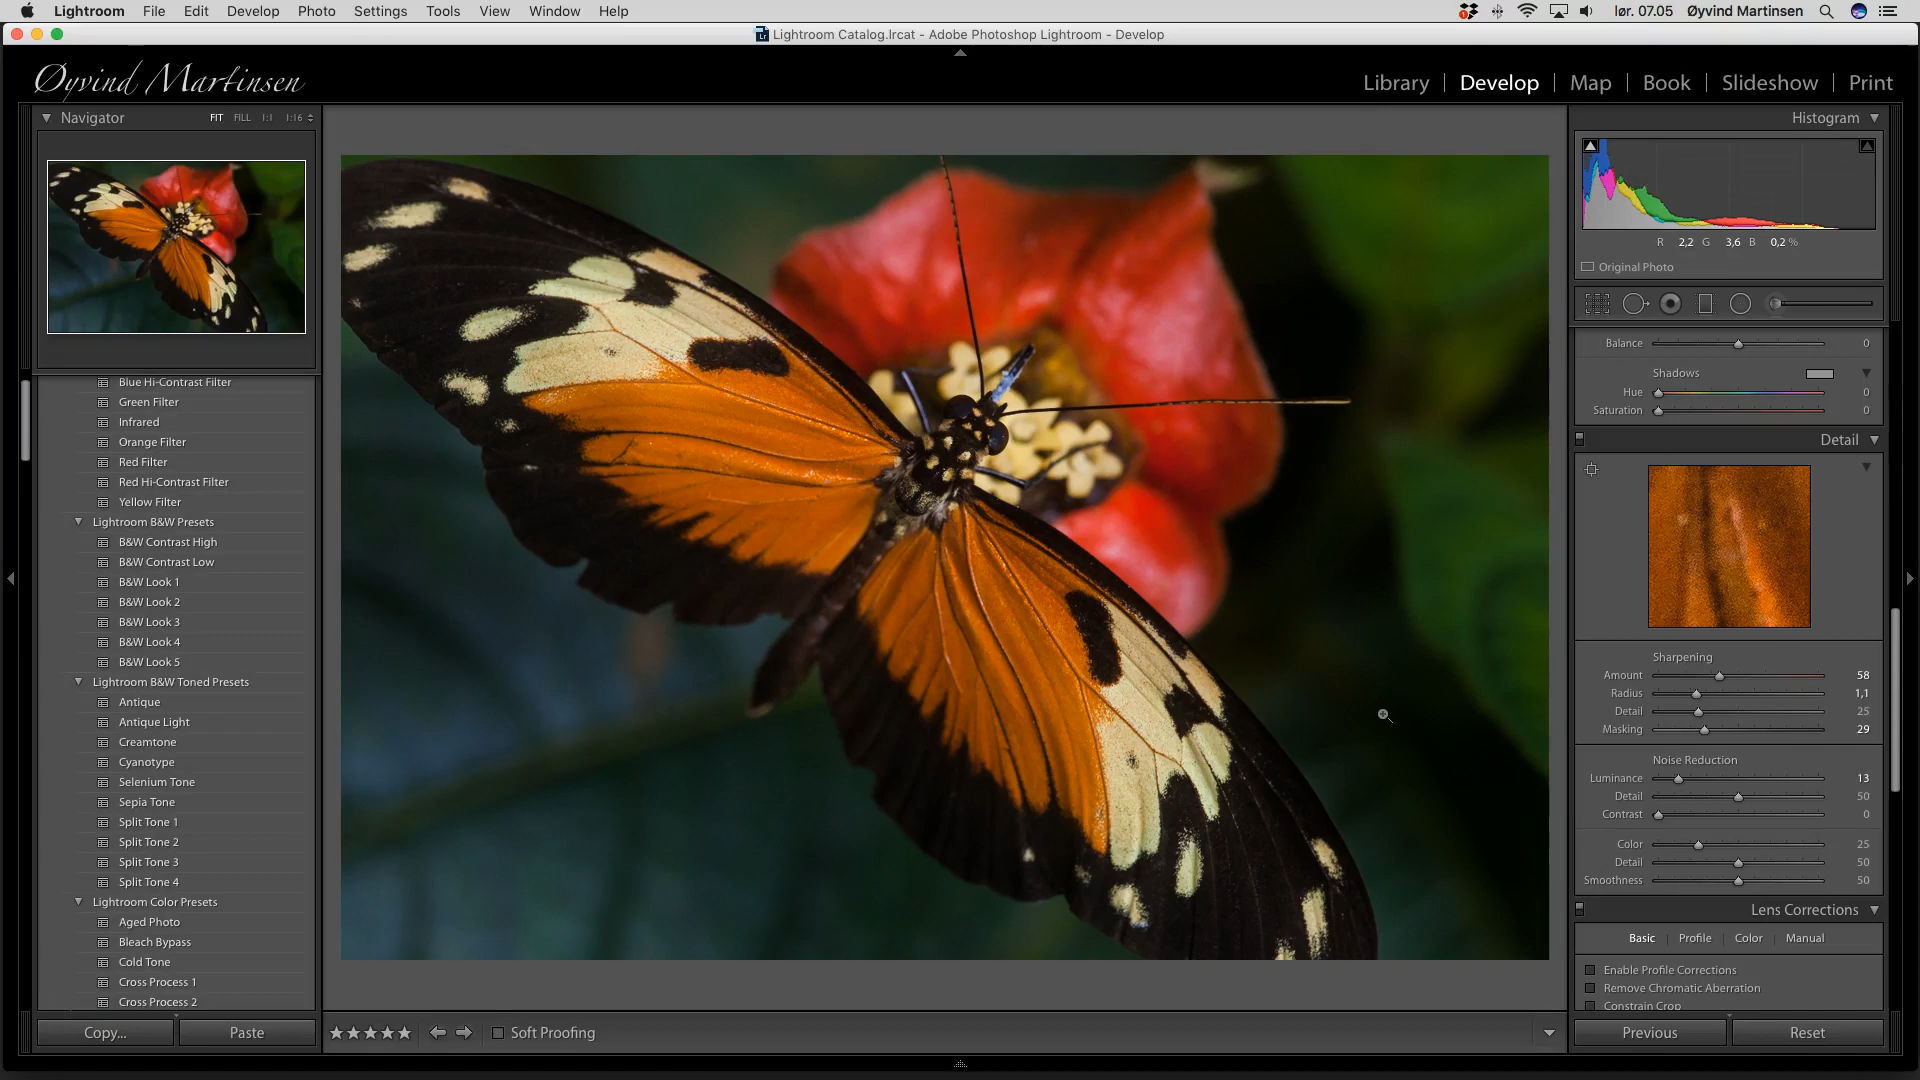 Lightroom File Edit Develop Photo Settings Tools View Window Help 1 lør. 07.05 Øyvind Martinsen
Lr Lightroom Catalog.lrcat - Adobe Photoshop Lightroom - Develop
Øyvind Martinsen
Library | Develop | Map | Book | Slideshow | Print
Navigator FIT FILL 1:1 1:16
Blue Hi-Contrast Filter
Green Filter
Infrared
Orange Filter
Red Filter
Red Hi-Contrast Filter
Yellow Filter
Lightroom B&W Presets
B&W Contrast High
B&W Contrast Low
B&W Look 1
B&W Look 2
B&W Look 3
B&W Look 4
B&W Look 5
Lightroom B&W Toned Presets
Antique
Antique Light
Creamtone
Cyanotype
Selenium Tone
Sepia Tone
Split Tone 1
Split Tone 2
Split Tone 3
Split Tone 4
Lightroom Color Presets
Aged Photo
Bleach Bypass
Cold Tone
Cross Process 1
Cross Process 2
Copy... Paste
Soft Proofing
Histogram
R 2,2 G 3,6 B 0,2 %
Original Photo
Balance 0
Shadows
Hue 0
Saturation 0
Detail
Sharpening
Amount 58
Radius 1,1
Detail 25
Masking 29
Noise Reduction
Luminance 13
Detail 50
Contrast 0
Color 25
Detail 50
Smoothness 50
Lens Corrections
Basic | Profile | Color | Manual
Enable Profile Corrections
Remove Chromatic Aberration
Constrain Crop
Previous Reset